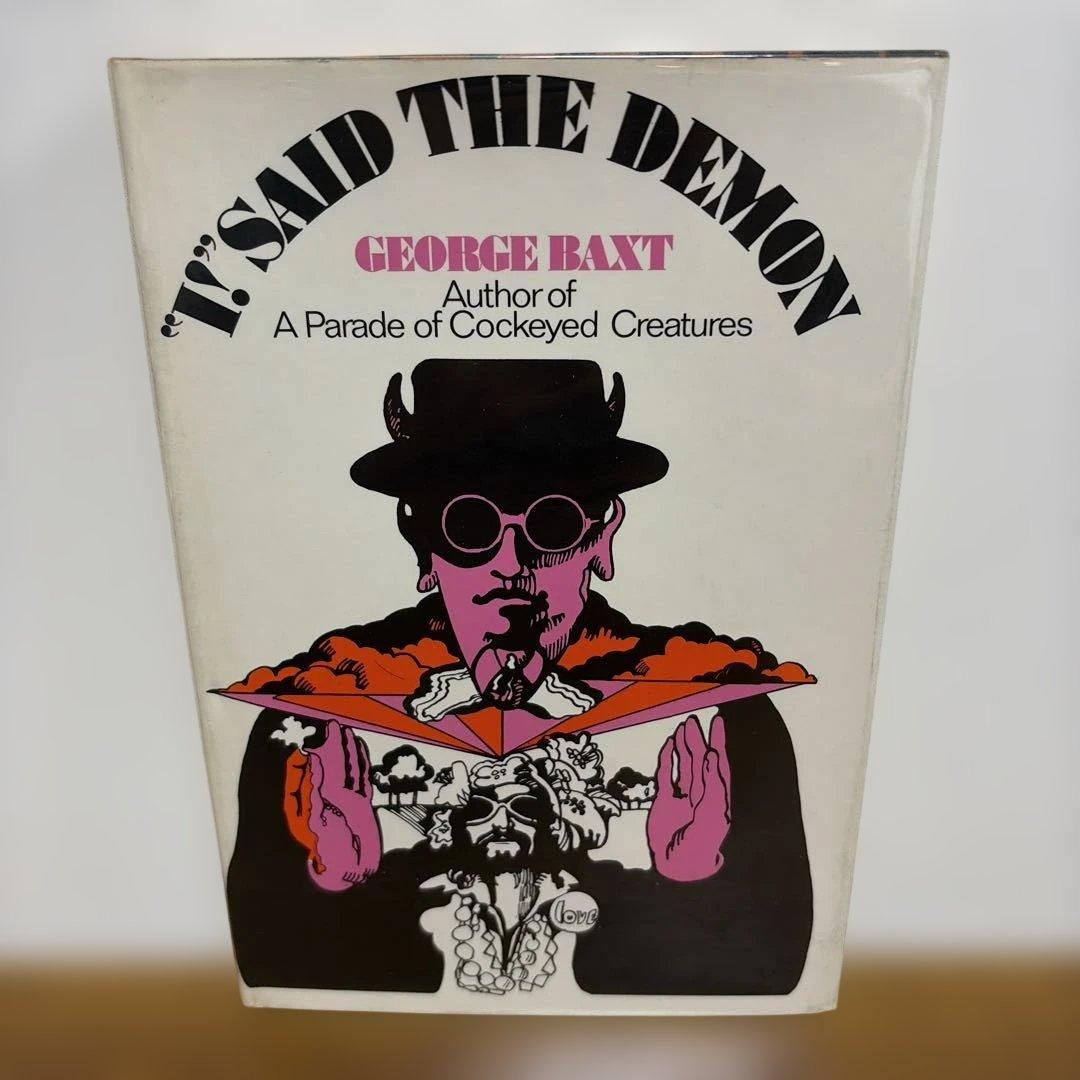 “I!” SAID THE DEMON
GEORGE BAXT
Author of
A Parade of Cockeyed Creatures
love